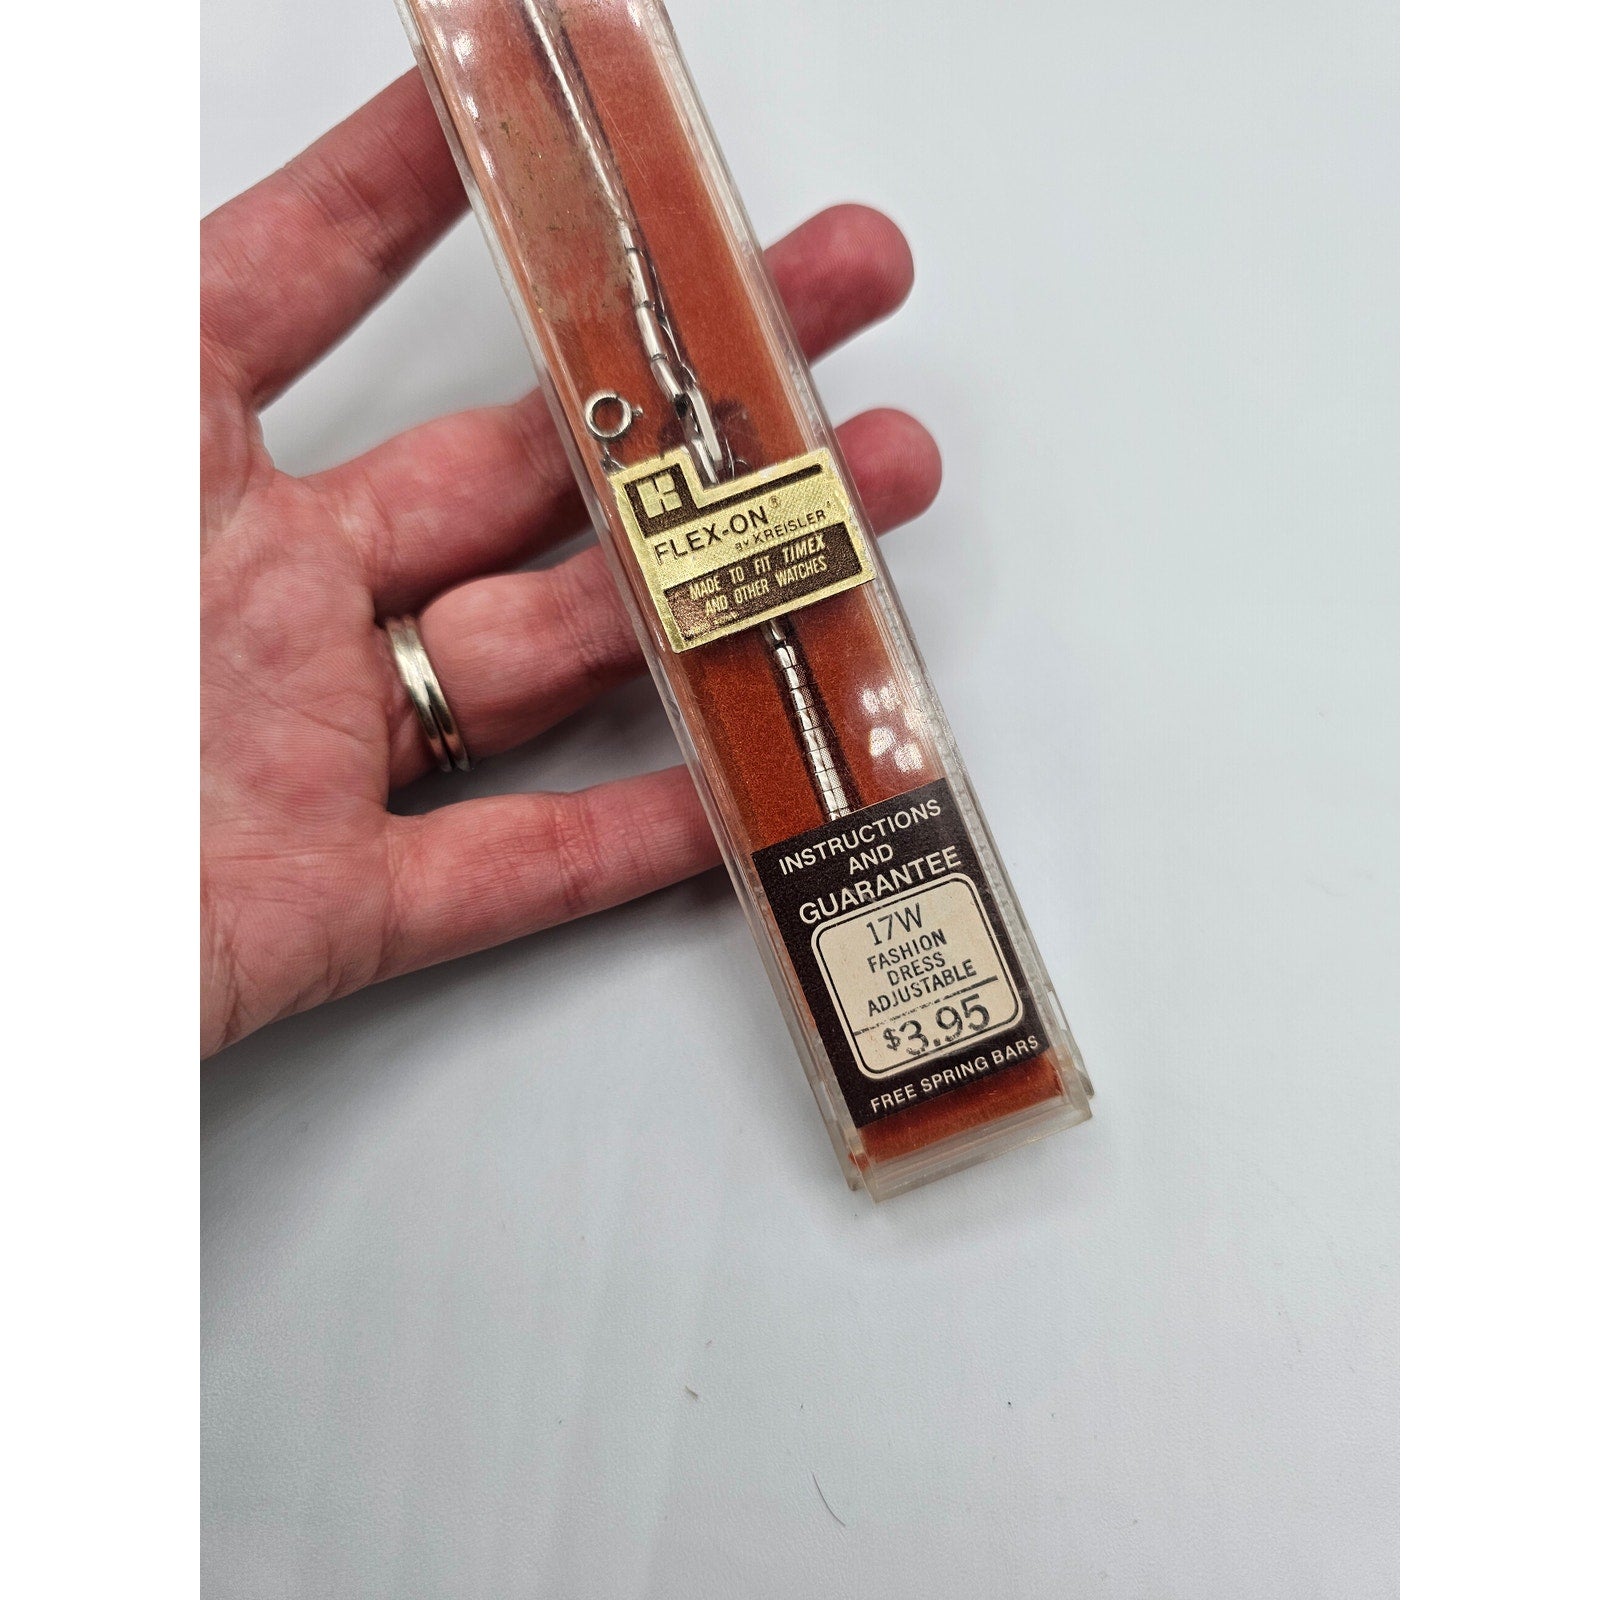 FLEX-ON®
BY KREISLER
MADE TO FIT TIMEX
AND OTHER WATCHES
INSTRUCTIONS
AND
GUARANTEE
17W
FASHION
DRESS
ADJUSTABLE
$3.95
FREE SPRING BARS